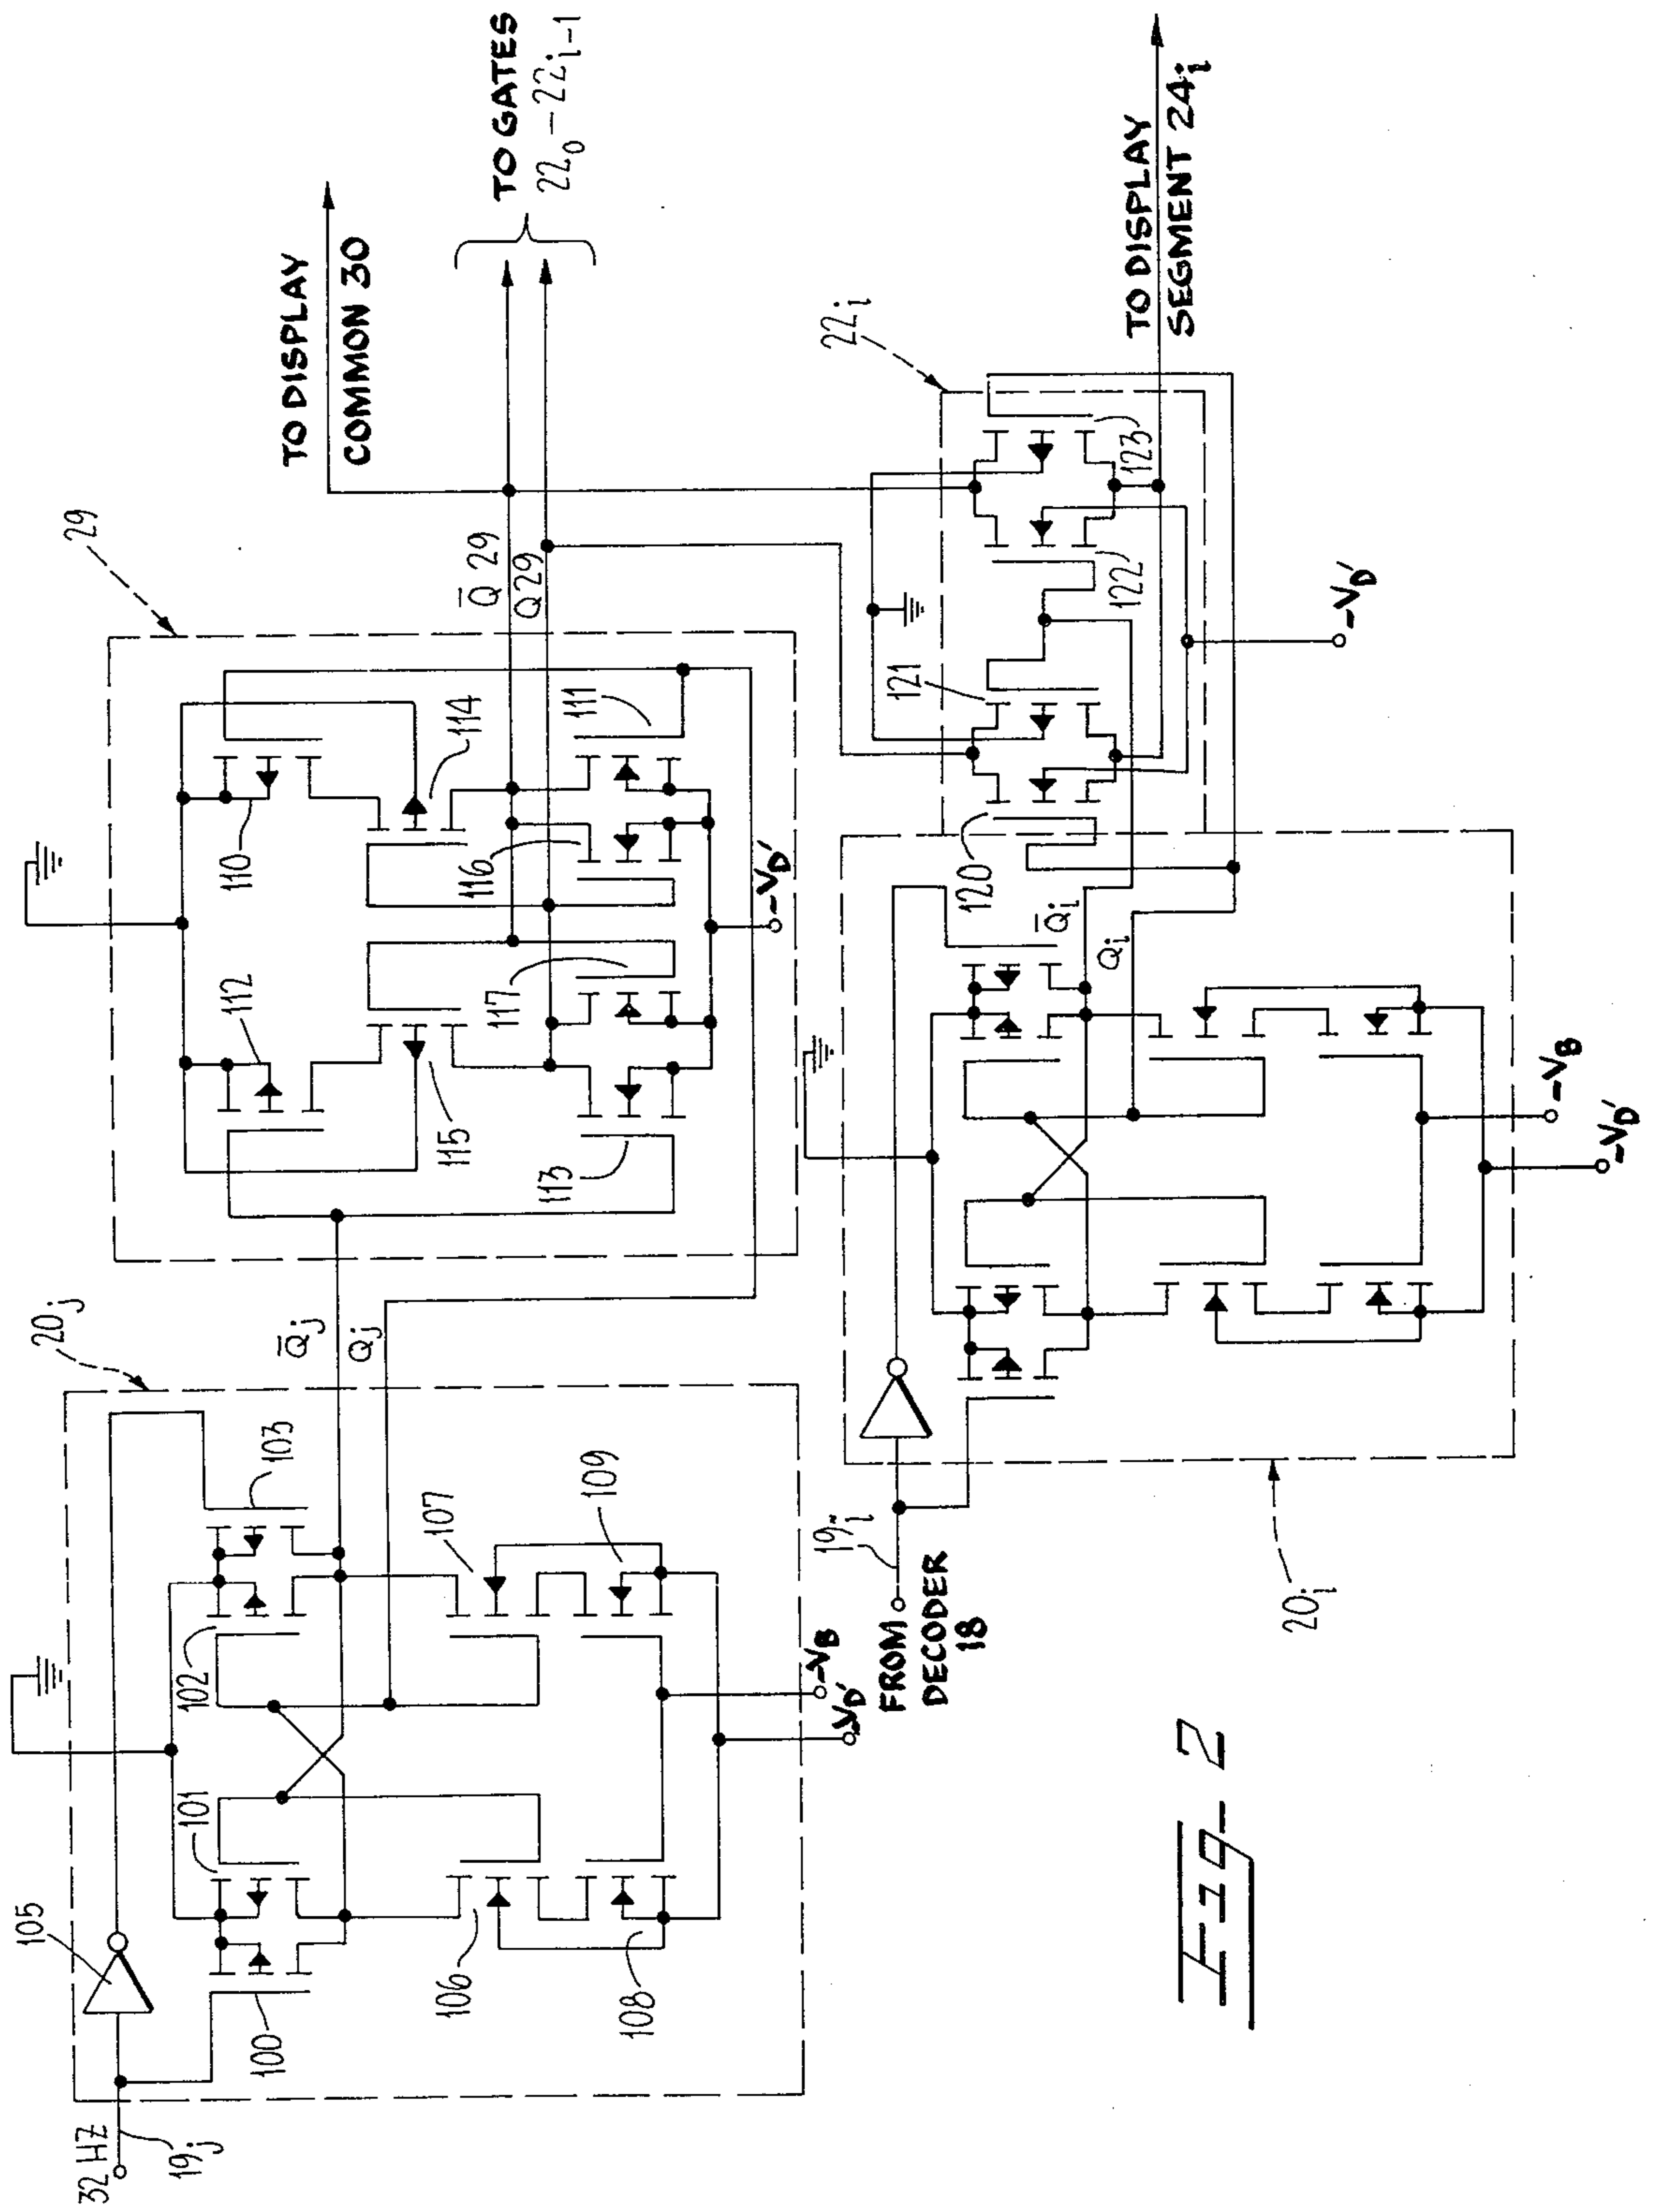 TO DISPLAY
COMMON 30
TO GATES
22₀-22ᵢ₋₁
29
Q̄ 29
Q 29
110
112
114
115
116
117
111
113
-V_D'
20ⱼ
Q̄ⱼ
Qⱼ
105
32 HZ
19ⱼ
100
101
102
103
106
107
108
109
-V_B
-V_D'
22ᵢ
TO DISPLAY
SEGMENT 24ᵢ
120
121
122
123
-V_D'
FROM
DECODER
18
19ᵢ
Q̄ᵢ
Qᵢ
20ᵢ
-V_B
-V_D'
FIG- 2